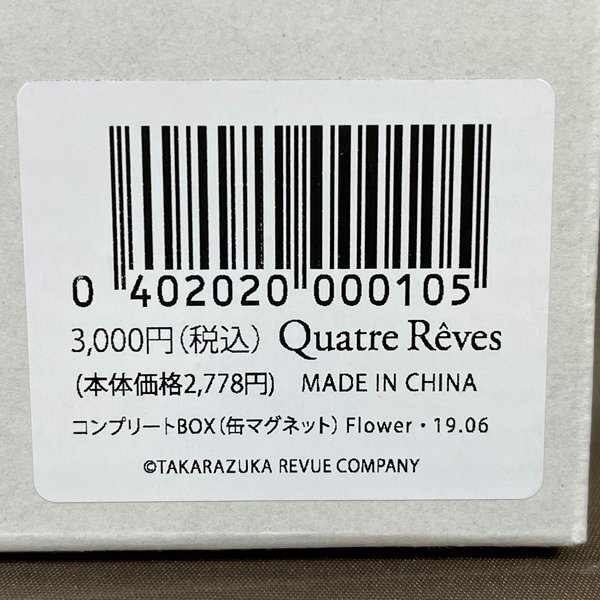 0 402020 000105
3,000円(税込) Quatre Rêves
(本体価格2,778円) MADE IN CHINA
コンプリートBOX(缶マグネット) Flower・19.06
©TAKARAZUKA REVUE COMPANY